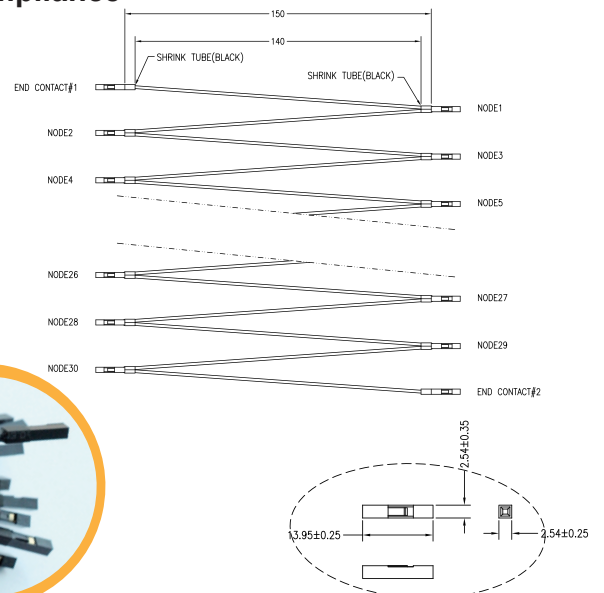 150
140
SHRINK TUBE(BLACK)
SHRINK TUBE(BLACK)
END CONTACT#1
NODE1
NODE2
NODE3
NODE4
NODE5
NODE26
NODE27
NODE28
NODE29
NODE30
END CONTACT#2
2.54±0.35
13.95±0.25
2.54±0.25